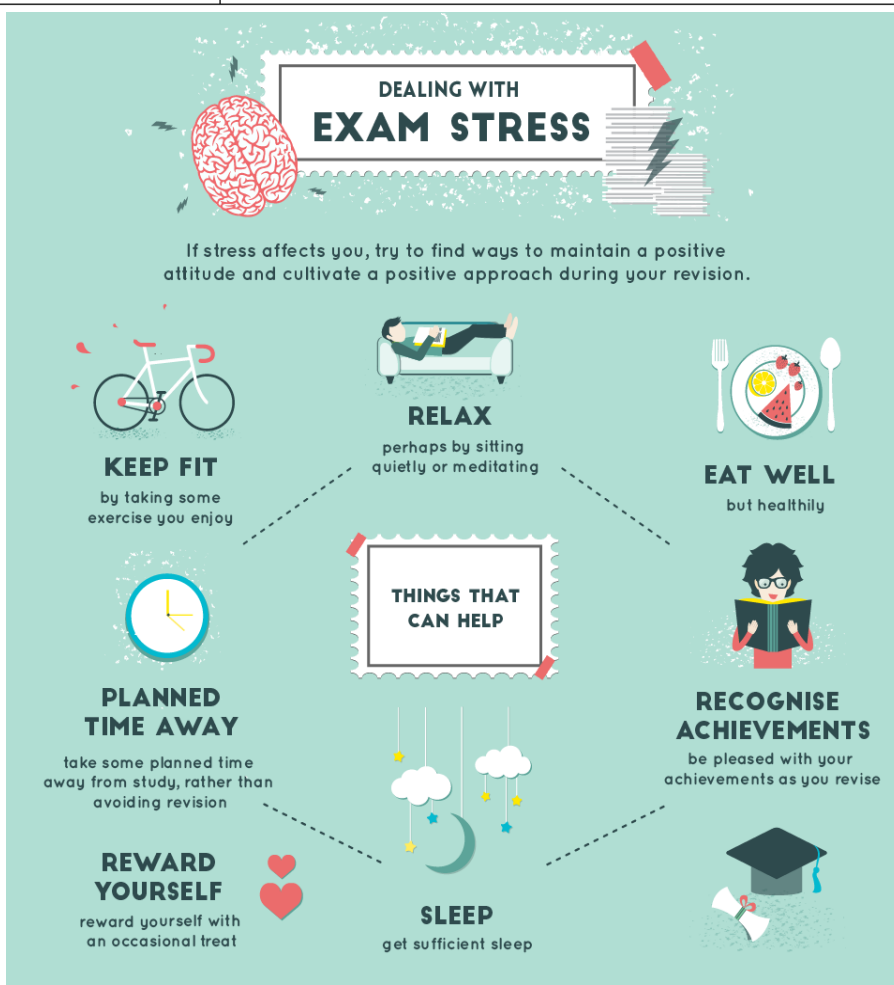 DEALING WITH
EXAM STRESS
If stress affects you, try to find ways to maintain a positive
attitude and cultivate a positive approach during your revision.
KEEP FIT
by taking some
exercise you enjoy
RELAX
perhaps by sitting
quietly or meditating
EAT WELL
but healthily
THINGS THAT
CAN HELP
PLANNED
TIME AWAY
take some planned time
away from study, rather than
avoiding revision
RECOGNISE
ACHIEVEMENTS
be pleased with your
achievements as you revise
REWARD
YOURSELF
reward yourself with
an occasional treat
SLEEP
get sufficient sleep